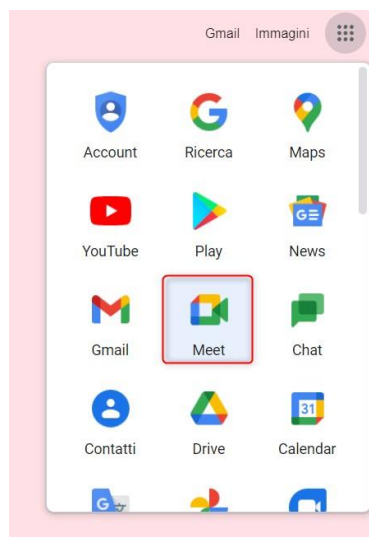 Gmail Immagini
Account Ricerca Maps
YouTube Play News
Gmail Meet Chat
Contatti Drive Calendar